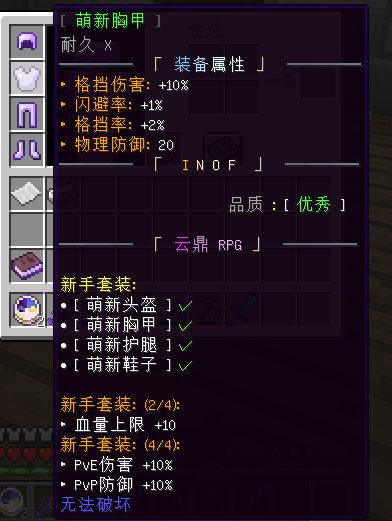 [ 萌新胸甲 ]
合成
耐久 X
「 装备属性 」
‣ 格挡伤害: +10%
‣ 闪避率: +1%
‣ 格挡率: +2%
‣ 物理防御: 20
「 I N O F 」
品质 :[ 优秀 ]
「 云鼎 RPG 」
新手套装:
● [ 萌新头盔 ] ✓
● [ 萌新胸甲 ] ✓
● [ 萌新护腿 ] ✓
● [ 萌新鞋子 ] ✓
2
新手套装: (2/4):
‣ 血量上限 +10
新手套装: (4/4):
‣ PvE伤害 +10%
‣ PvP防御 +10%
无法破坏
2